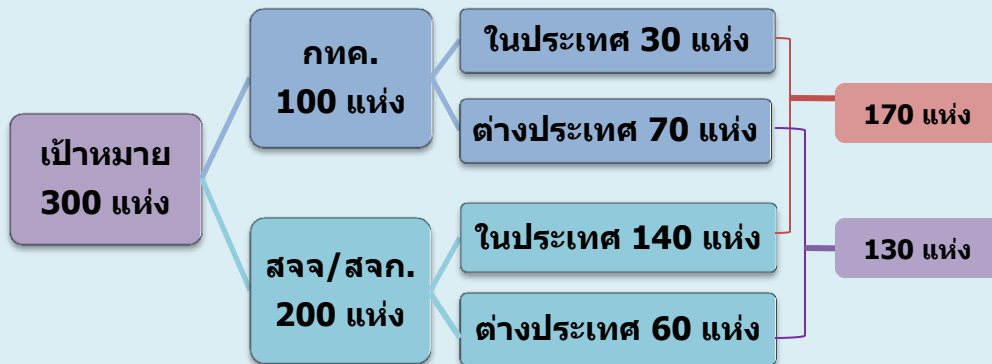 เป้าหมาย
300 แห่ง
กทค.
100 แห่ง
ในประเทศ 30 แห่ง
ต่างประเทศ 70 แห่ง
สจจ/สจก.
200 แห่ง
ในประเทศ 140 แห่ง
ต่างประเทศ 60 แห่ง
170 แห่ง
130 แห่ง